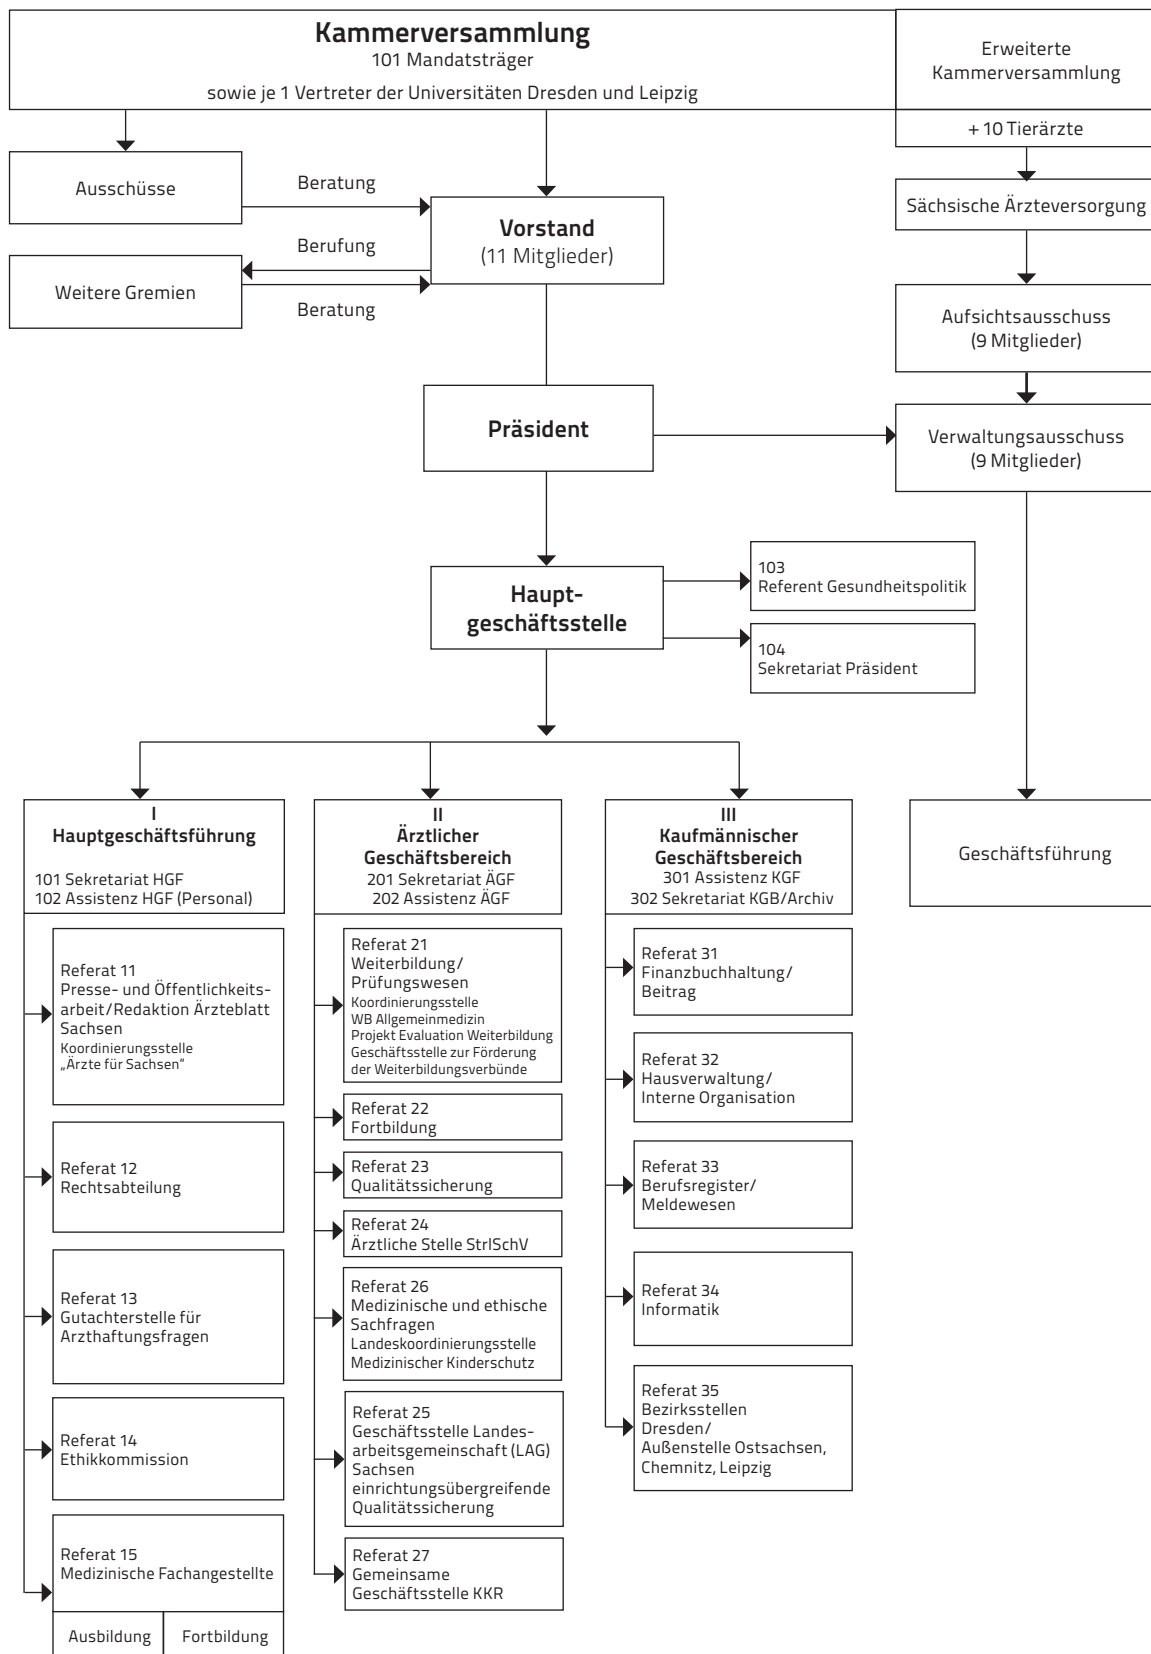 Kammerversammlung
101 Mandatsträger
sowie je 1 Vertreter der Universitäten Dresden und Leipzig
Erweiterte
Kammerversammlung
+ 10 Tierärzte
Ausschüsse
Beratung
Vorstand
(11 Mitglieder)
Berufung
Weitere Gremien
Beratung
Sächsische Ärzteversorgung
Aufsichtsausschuss
(9 Mitglieder)
Präsident
Verwaltungsausschuss
(9 Mitglieder)
Haupt-
geschäftsstelle
103
Referent Gesundheitspolitik
104
Sekretariat Präsident
I
Hauptgeschäftsführung
101 Sekretariat HGF
102 Assistenz HGF (Personal)
II
Ärztlicher
Geschäftsbereich
201 Sekretariat ÄGF
202 Assistenz ÄGF
III
Kaufmännischer
Geschäftsbereich
301 Assistenz KGF
302 Sekretariat KGB/Archiv
Geschäftsführung
Referat 11
Presse- und Öffentlichkeits-
arbeit/Redaktion Ärzteblatt
Sachsen
Koordinierungsstelle
„Ärzte für Sachsen“
Referat 12
Rechtsabteilung
Referat 13
Gutachterstelle für
Arzthaftungsfragen
Referat 14
Ethikkommission
Referat 15
Medizinische Fachangestellte
Ausbildung
Fortbildung
Referat 21
Weiterbildung/
Prüfungswesen
Koordinierungsstelle
WB Allgemeinmedizin
Projekt Evaluation Weiterbildung
Geschäftsstelle zur Förderung
der Weiterbildungsverbünde
Referat 22
Fortbildung
Referat 23
Qualitätssicherung
Referat 24
Ärztliche Stelle StrlSchV
Referat 26
Medizinische und ethische
Sachfragen
Landeskoordinierungsstelle
Medizinischer Kinderschutz
Referat 25
Geschäftsstelle Landes-
arbeitsgemeinschaft (LAG)
Sachsen
einrichtungsübergreifende
Qualitätssicherung
Referat 27
Gemeinsame
Geschäftsstelle KKR
Referat 31
Finanzbuchhaltung/
Beitrag
Referat 32
Hausverwaltung/
Interne Organisation
Referat 33
Berufsregister/
Meldewesen
Referat 34
Informatik
Referat 35
Bezirksstellen
Dresden/
Außenstelle Ostsachsen,
Chemnitz, Leipzig